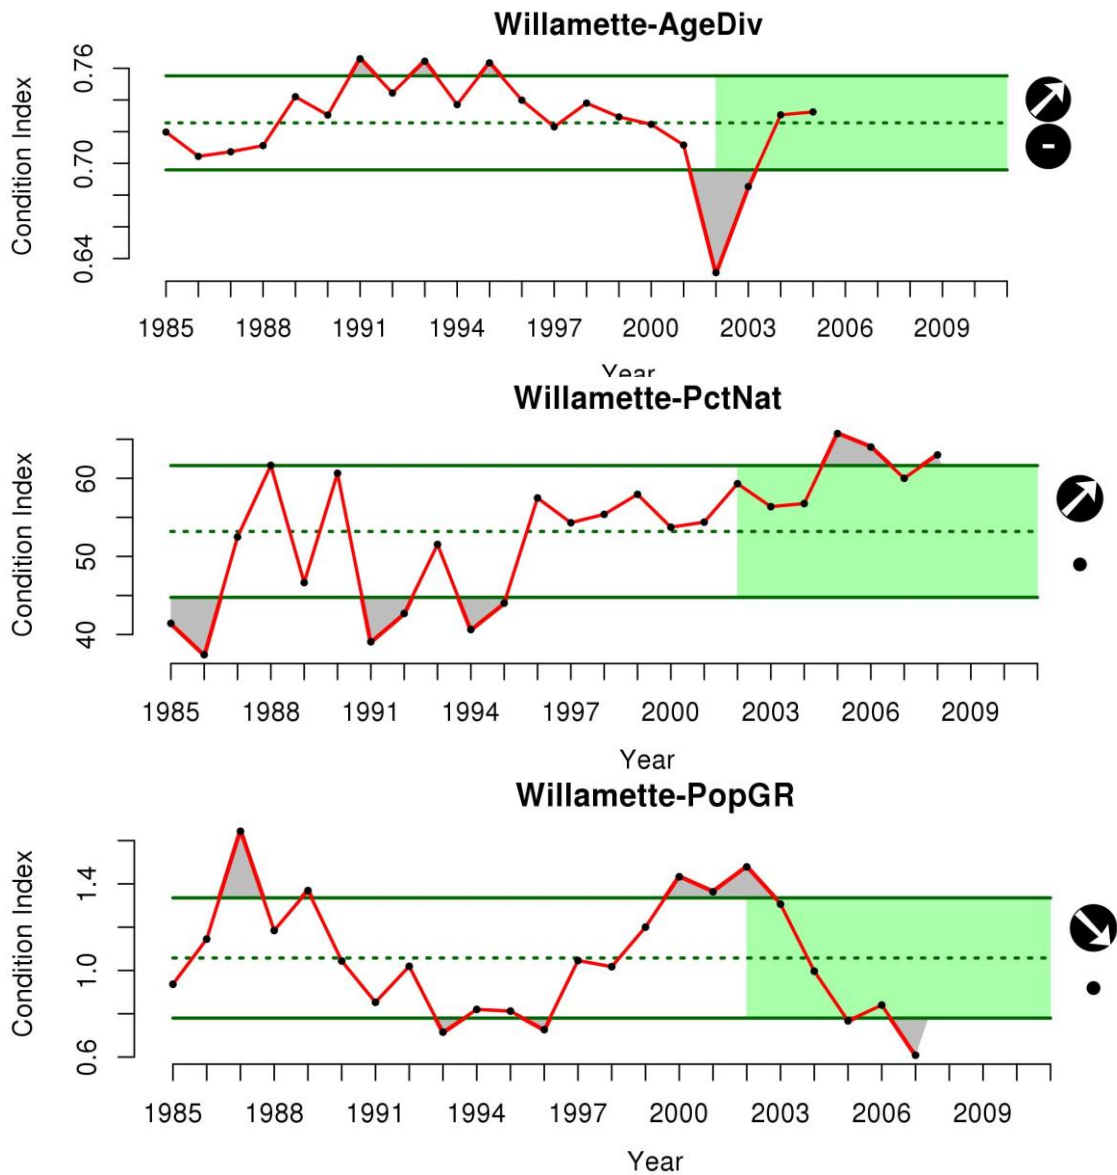 Willamette-AgeDiv
Condition Index
0.76
0.70
0.64
1985 1988 1991 1994 1997 2000 2003 2006 2009
Year
Willamette-PctNat
Condition Index
60
50
40
1985 1988 1991 1994 1997 2000 2003 2006 2009
Year
Willamette-PopGR
Condition Index
1.4
1.0
0.6
1985 1988 1991 1994 1997 2000 2003 2006 2009
Year